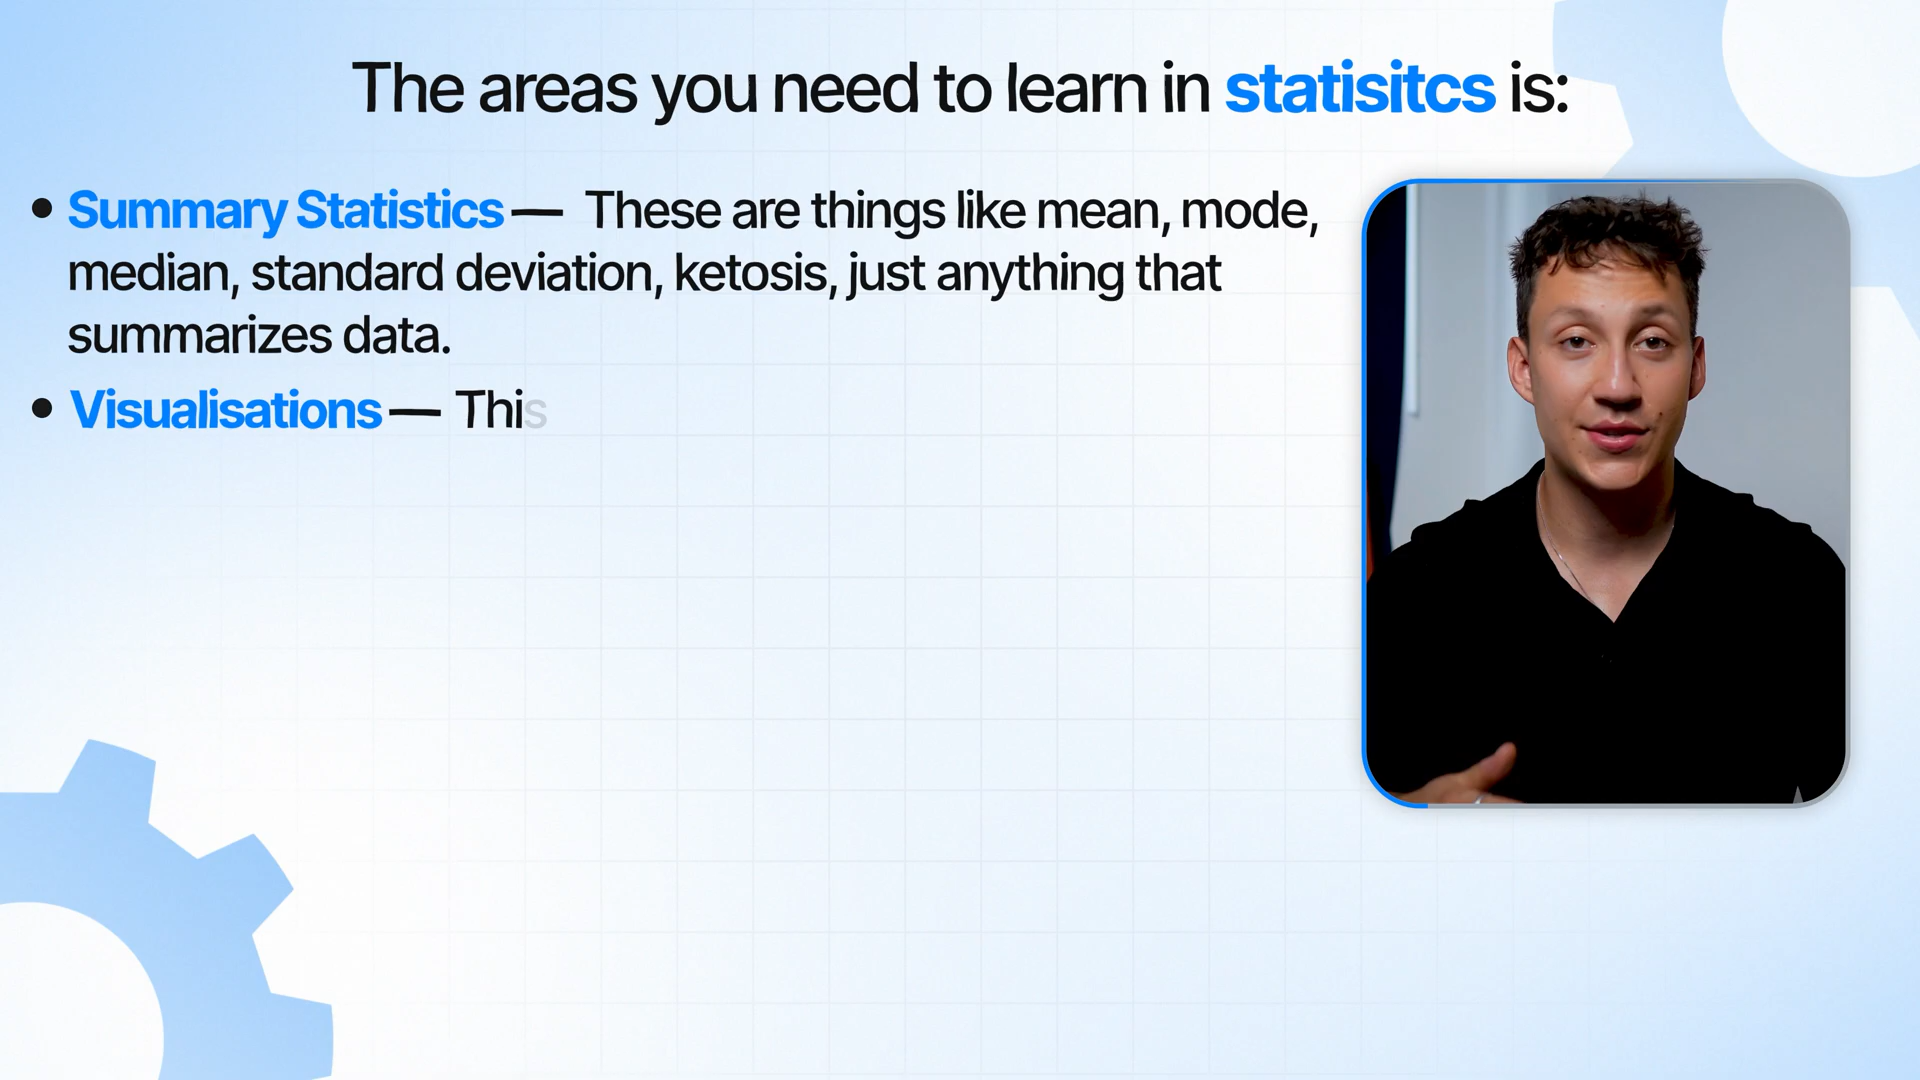 The areas you need to learn in statisitcs is:
• Summary Statistics — These are things like mean, mode,
median, standard deviation, ketosis, just anything that
summarizes data.
• Visualisations — This